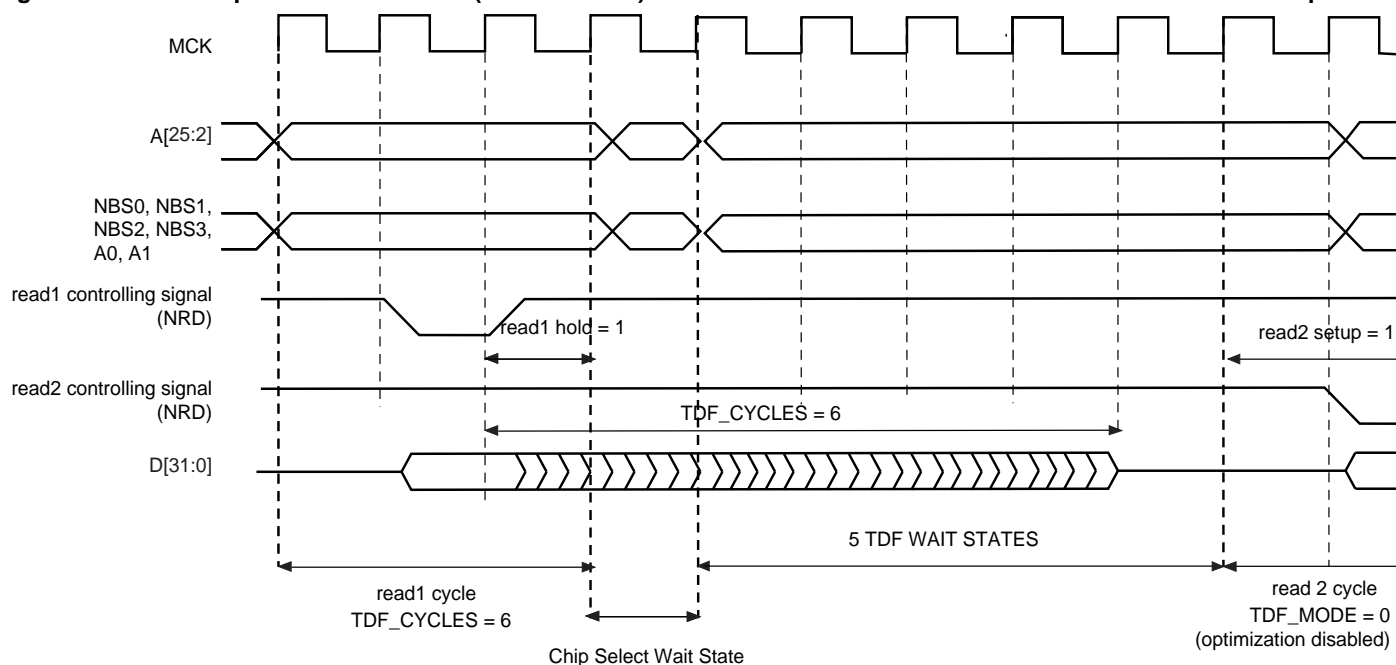 MCK
A[25:2]
NBS0, NBS1,
NBS2, NBS3,
A0, A1
read1 controlling signal
(NRD)
read1 hold = 1
read2 setup = 1
read2 controlling signal
(NRD)
TDF_CYCLES = 6
D[31:0]
5 TDF WAIT STATES
read1 cycle
TDF_CYCLES = 6
Chip Select Wait State
read 2 cycle
TDF_MODE = 0
(optimization disabled)